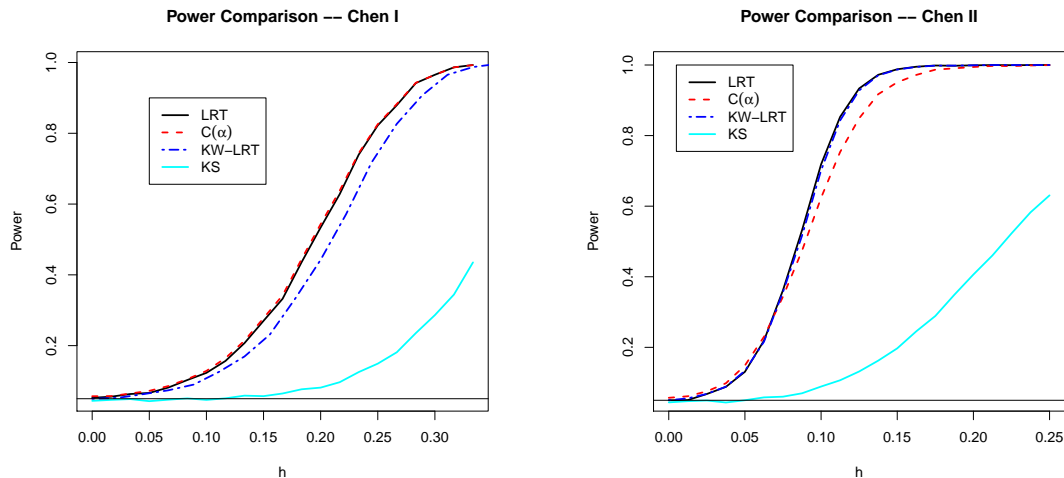 Power Comparison −− Chen I
Power
1.0
0.8
0.6
0.4
0.2
LRT
C(α)
KW−LRT
KS
0.00 0.05 0.10 0.15 0.20 0.25 0.30
h
Power Comparison −− Chen II
Power
1.0
0.8
0.6
0.4
0.2
LRT
C(α)
KW−LRT
KS
0.00 0.05 0.10 0.15 0.20 0.25
h